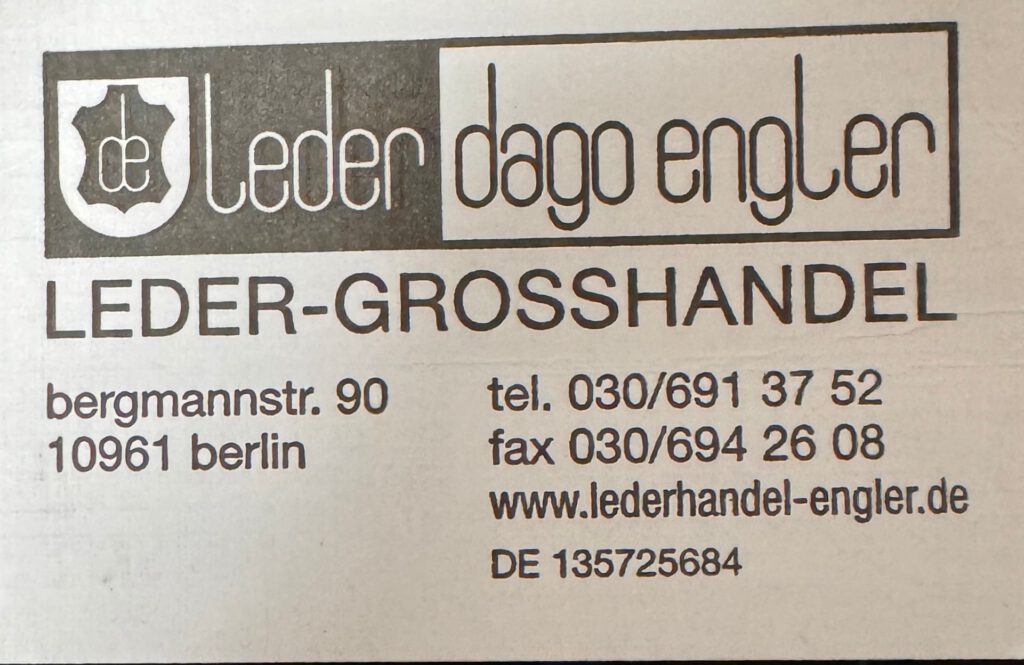 de leder dago engler
LEDER-GROSSHANDEL
bergmannstr. 90
10961 berlin
tel. 030/691 37 52
fax 030/694 26 08
www.lederhandel-engler.de
DE 135725684